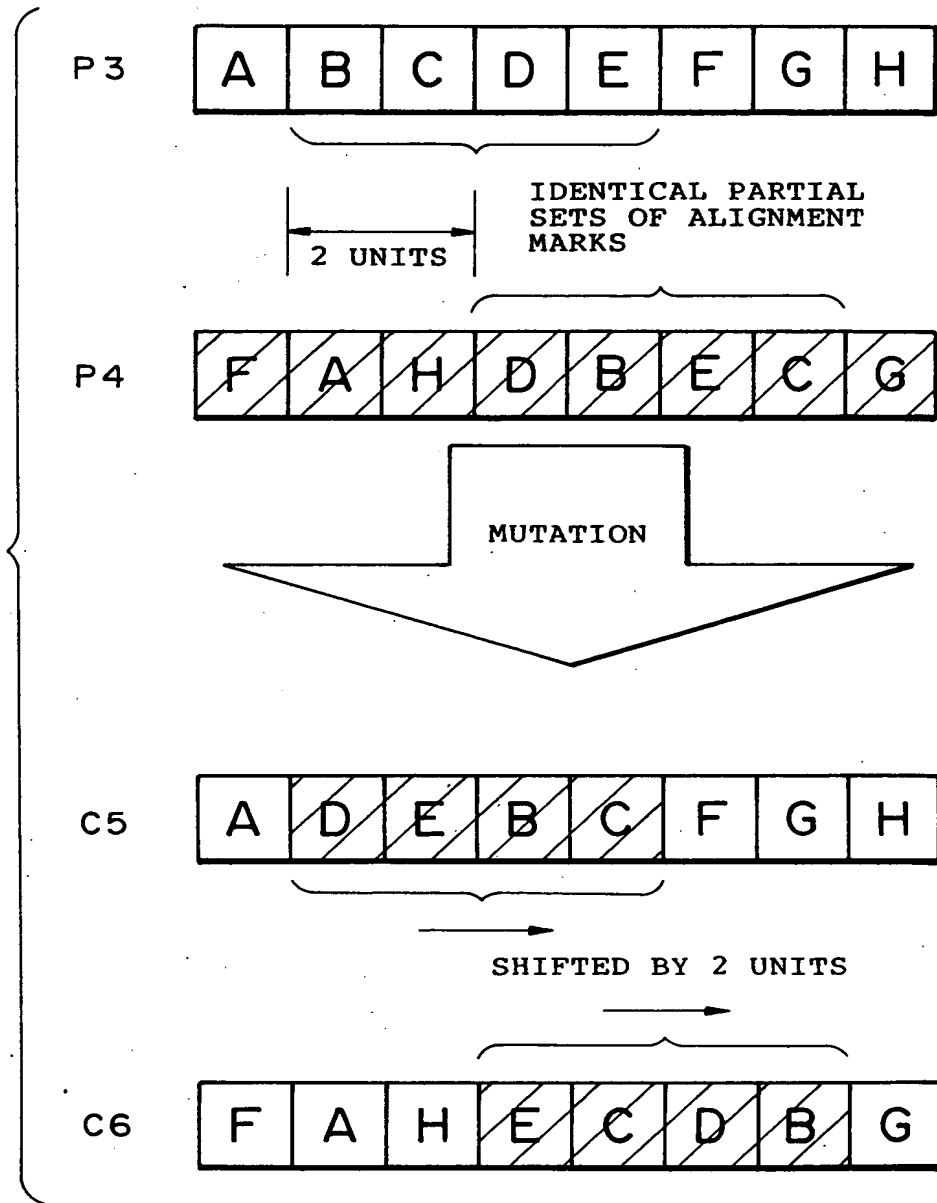 P3 A B C D E F G H
IDENTICAL PARTIAL
SETS OF ALIGNMENT
MARKS
2 UNITS
P4 F A H D B E C G
MUTATION
C5 A D E B C F G H
SHIFTED BY 2 UNITS
C6 F A H E C D B G